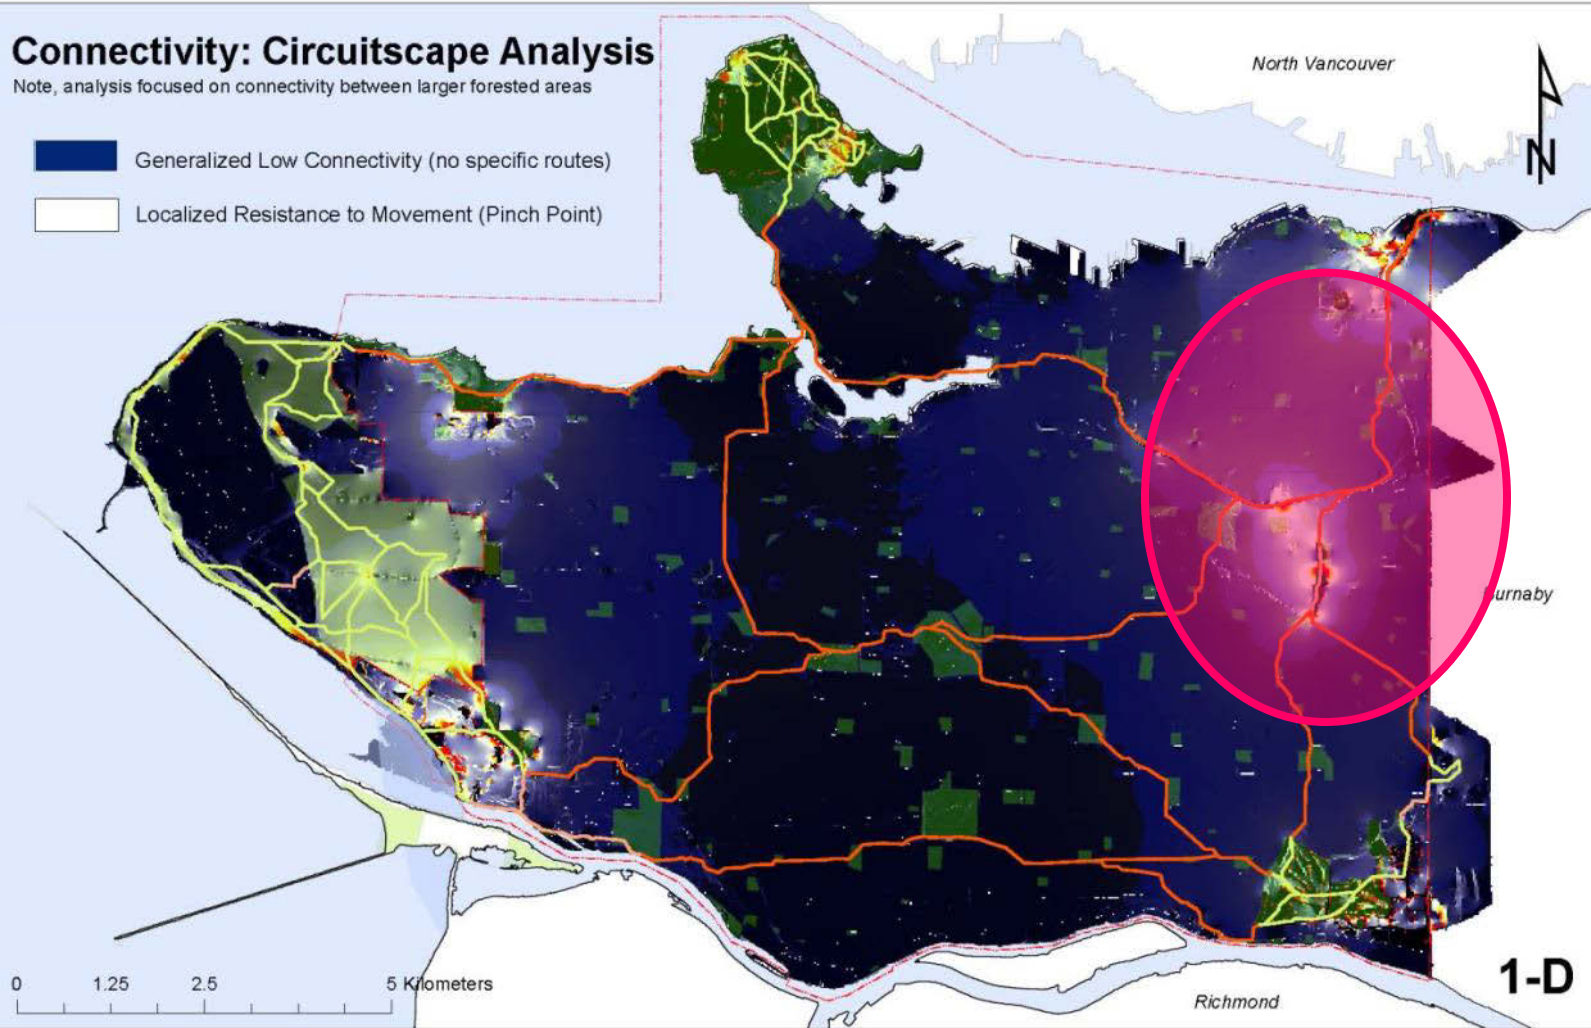 Connectivity: Circuitscape Analysis
Note, analysis focused on connectivity between larger forested areas
Generalized Low Connectivity (no specific routes)
Localized Resistance to Movement (Pinch Point)
North Vancouver
N
Burnaby
0 1.25 2.5 5 Kilometers
Richmond
1-D